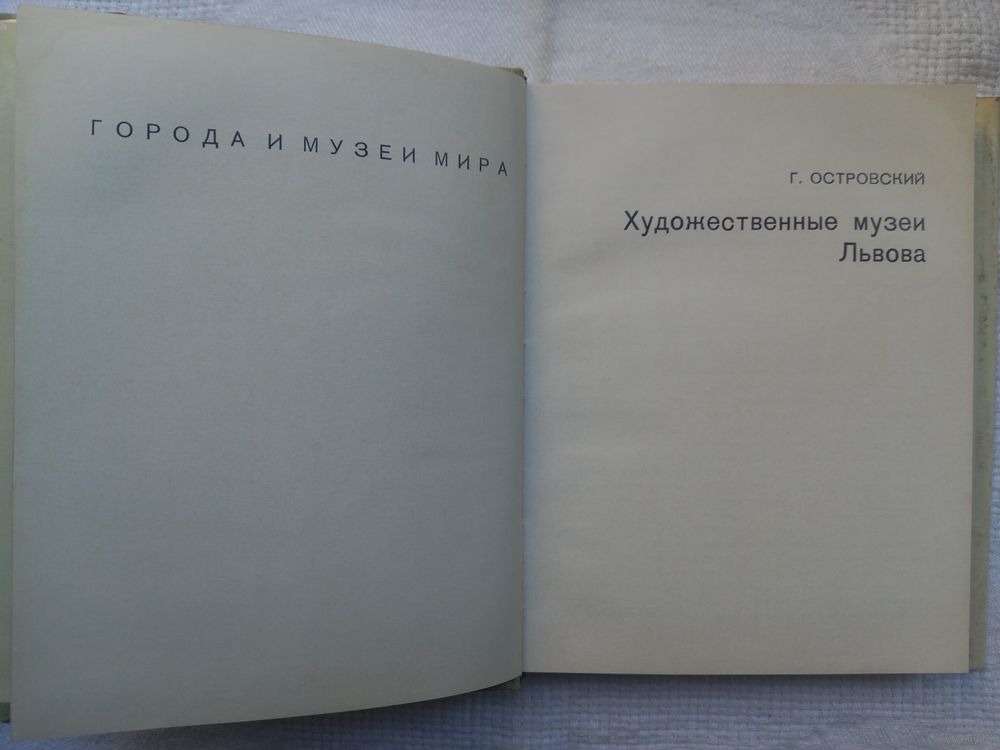 ГОРОДА И МУЗЕИ МИРА
Г. ОСТРОВСКИЙ
Художественные музеи
Львова